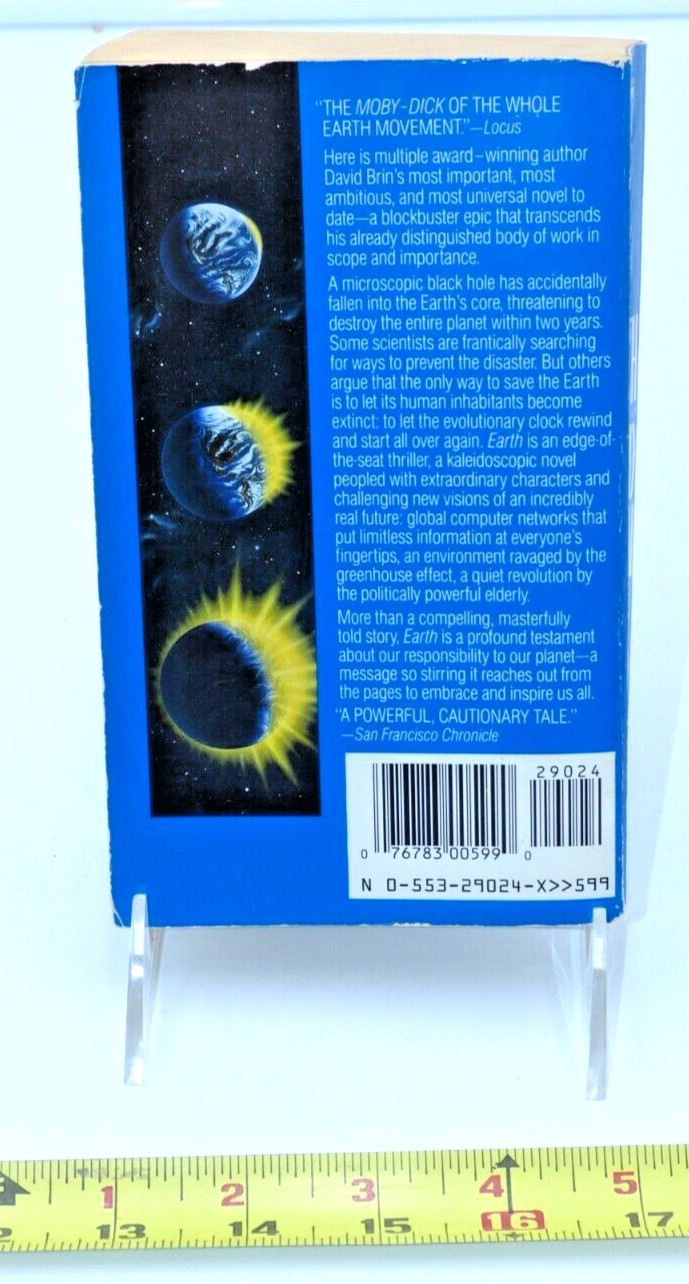 "THE MOBY-DICK OF THE WHOLE
EARTH MOVEMENT."—Locus
Here is multiple award-winning author
David Brin's most important, most
ambitious, and most universal novel to
date—a blockbuster epic that transcends
his already distinguished body of work in
scope and importance.
A microscopic black hole has accidentally
fallen into the Earth's core, threatening to
destroy the entire planet within two years.
Some scientists are frantically searching
for ways to prevent the disaster. But others
argue that the only way to save the Earth
is to let its human inhabitants become
extinct: to let the evolutionary clock rewind
and start all over again. Earth is an edge-of-
the-seat thriller, a kaleidoscopic novel
peopled with extraordinary characters and
challenging new visions of an incredibly
real future: global computer networks that
put limitless information at everyone's
fingertips, an environment ravaged by the
greenhouse effect, a quiet revolution by
the politically powerful elderly.
More than a compelling, masterfully
told story, Earth is a profound testament
about our responsibility to our planet—a
message so stirring it reaches out from
the pages to embrace and inspire us all.
"A POWERFUL, CAUTIONARY TALE."
—San Francisco Chronicle
29024
0 76783 00599 0
N 0-553-29024-X>>599
1 2 3 4 5
13 14 15 16 17